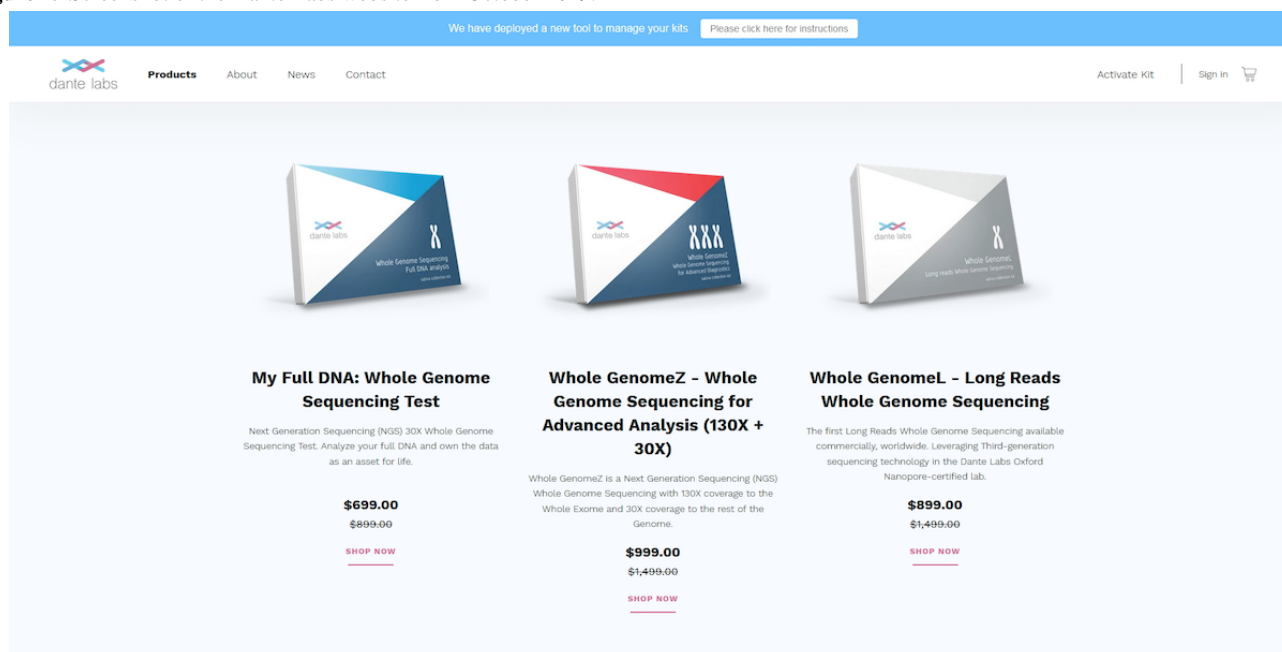 We have deployed a new tool to manage your kits Please click here for instructions
dante labs Products About News Contact Activate Kit Sign in
dante labs
Whole Genome Sequencing
Full DNA analysis
dante labs
Whole GenomeZ
Whole Genome Sequencing
for Advanced Diagnostics
dante labs
Whole GenomeL
Long reads Whole Genome Sequencing
My Full DNA: Whole Genome
Sequencing Test
Next Generation Sequencing (NGS) 30X Whole Genome
Sequencing Test. Analyze your full DNA and own the data
as an asset for life.
$699.00
$899.00
SHOP NOW
Whole GenomeZ - Whole
Genome Sequencing for
Advanced Analysis (130X +
30X)
Whole GenomeZ is a Next Generation Sequencing (NGS)
Whole Genome Sequencing with 130X coverage to the
Whole Exome and 30X coverage to the rest of the
Genome.
$999.00
$1,499.00
SHOP NOW
Whole GenomeL - Long Reads
Whole Genome Sequencing
The first Long Reads Whole Genome Sequencing available
commercially, worldwide. Leveraging Third-generation
sequencing technology in the Dante Labs Oxford
Nanopore-certified lab.
$899.00
$1,499.00
SHOP NOW